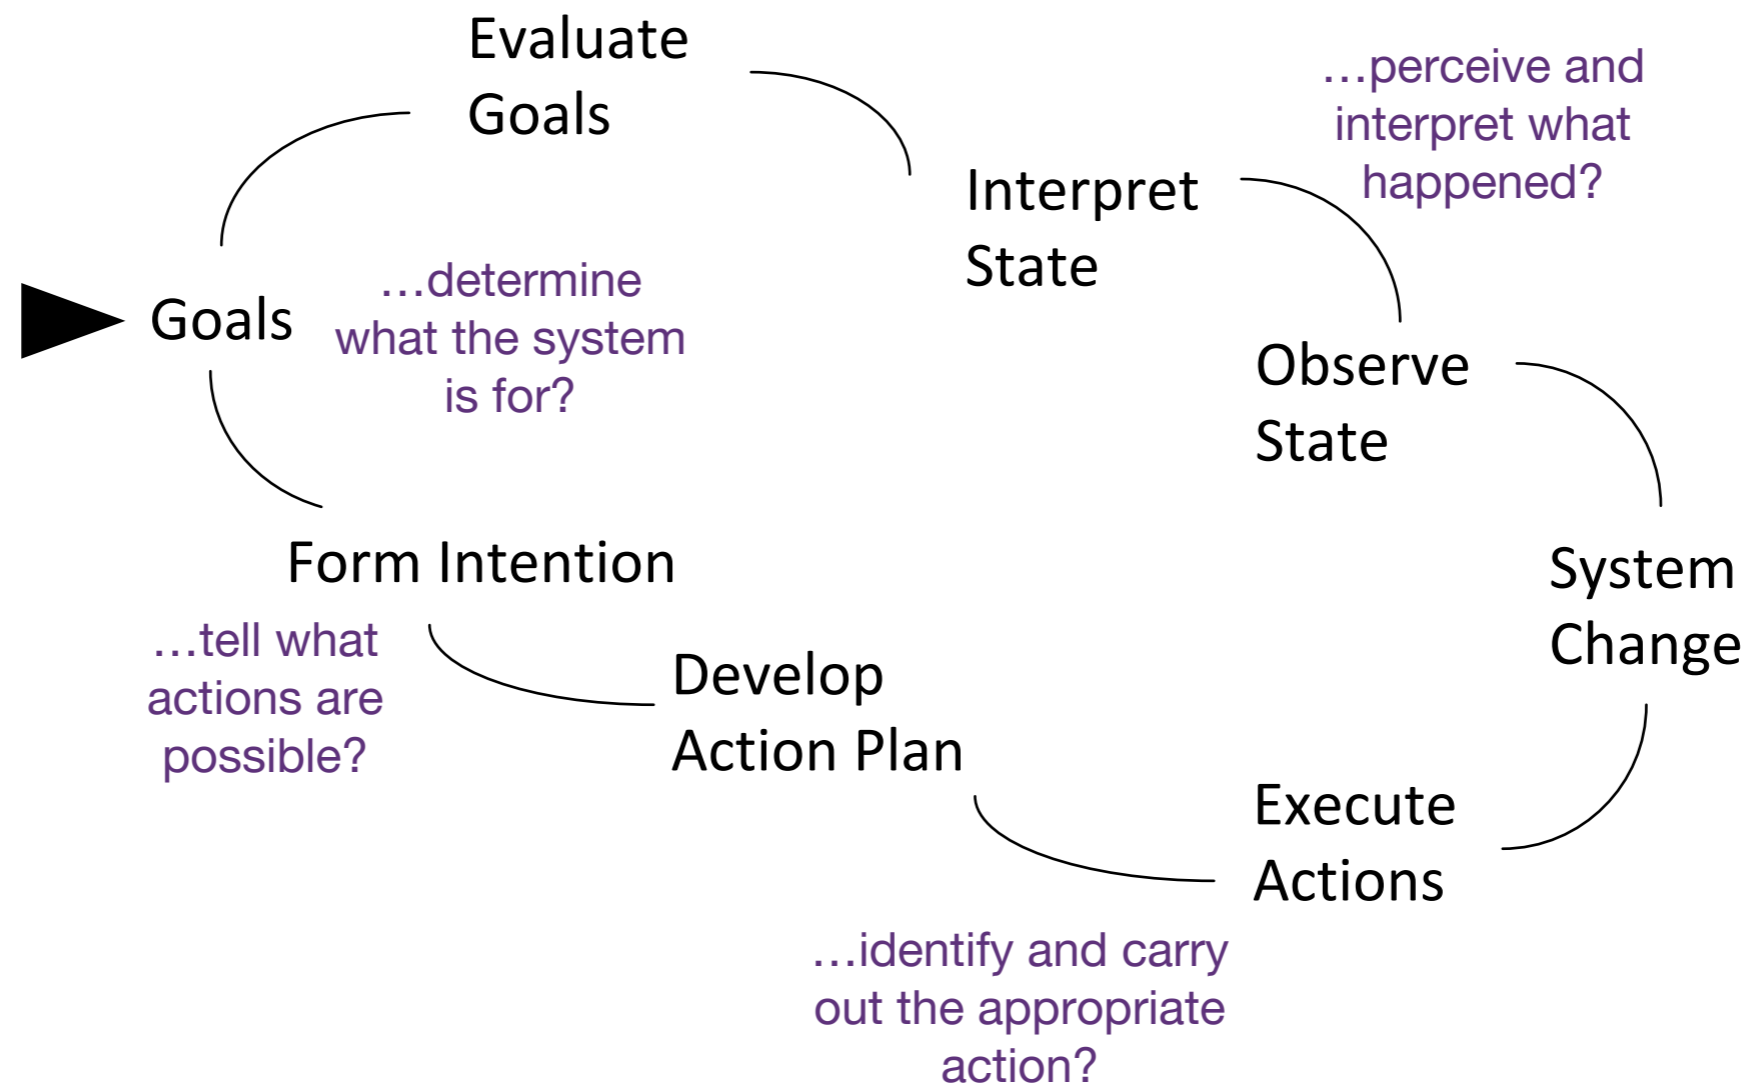 Evaluate
Goals
…perceive and
interpret what
happened?
Interpret
State
Goals
…determine
what the system
is for?
Observe
State
Form Intention
System
Change
…tell what
actions are
possible?
Develop
Action Plan
Execute
Actions
…identify and carry
out the appropriate
action?